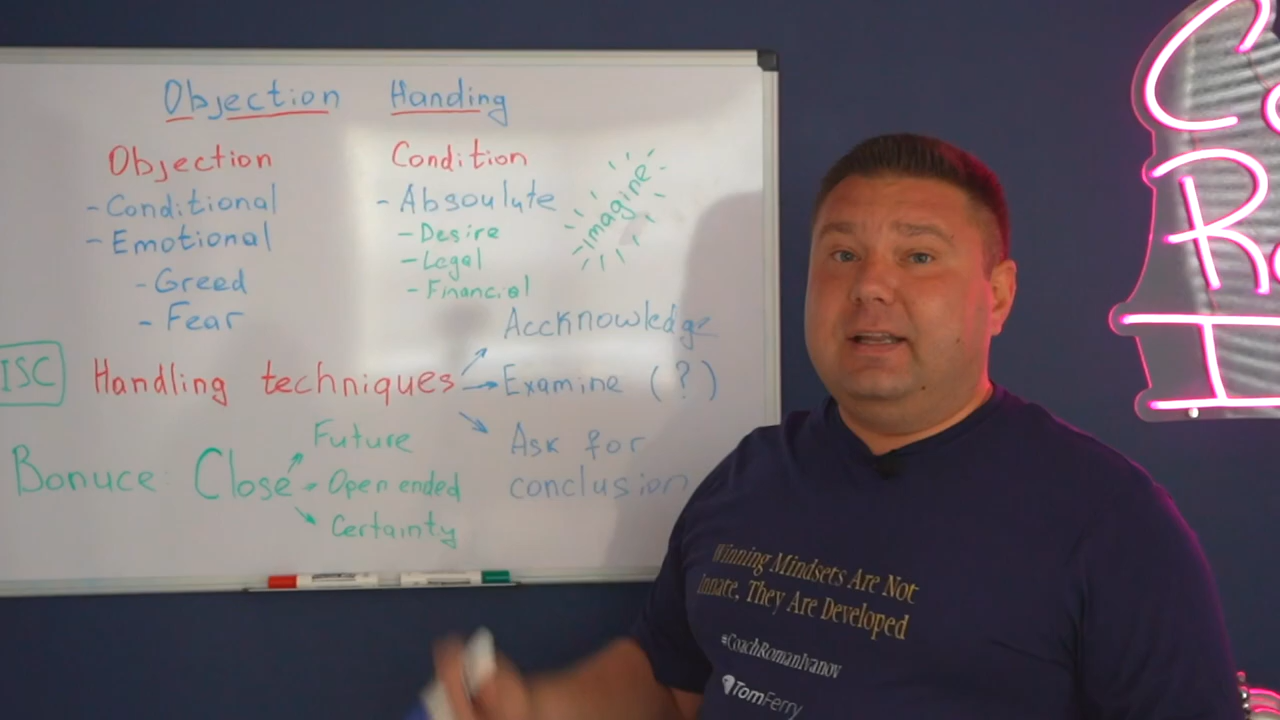 Objection Handing
Objection
- Conditional
- Emotional
- Greed
- Fear
Condition
- Absoulute
- Desire
- Legal
- Financial
Imagine
ISC
Handling techniques
Accknowledge
Examine (?)
Ask for
conclusion
Bonuce: Close
Future
Open ended
Certainty
Winning Mindsets Are Not
Innate, They Are Developed
#CoachRomanIvanov
TomFerry